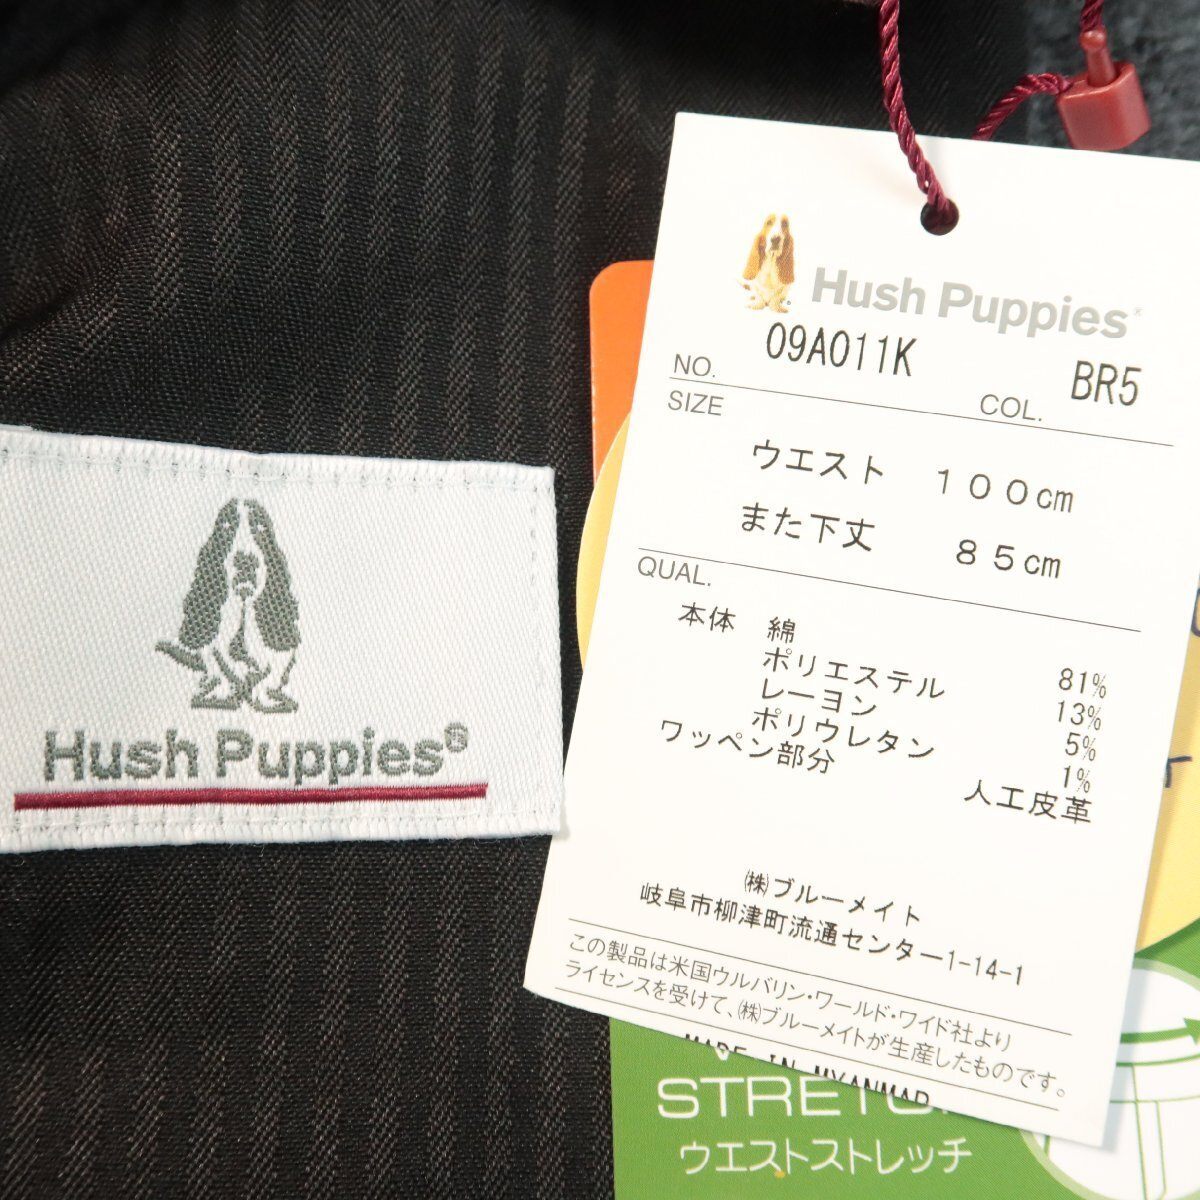 Hush Puppies®
Hush Puppies®
NO. 09A011K
COL. BR5
SIZE
ウエスト 100cm
また下丈 85cm
QUAL.
本体 綿 81%
ポリエステル 13%
レーヨン 5%
ポリウレタン 1%
ワッペン部分 人工皮革
㈱ブルーメイト
岐阜市柳津町流通センター1-14-1
この製品は米国ウルバリン・ワールド・ワイド社より
ライセンスを受けて、㈱ブルーメイトが生産したものです。
MADE IN MYANMAR
STRETC
ウエストストレッチ